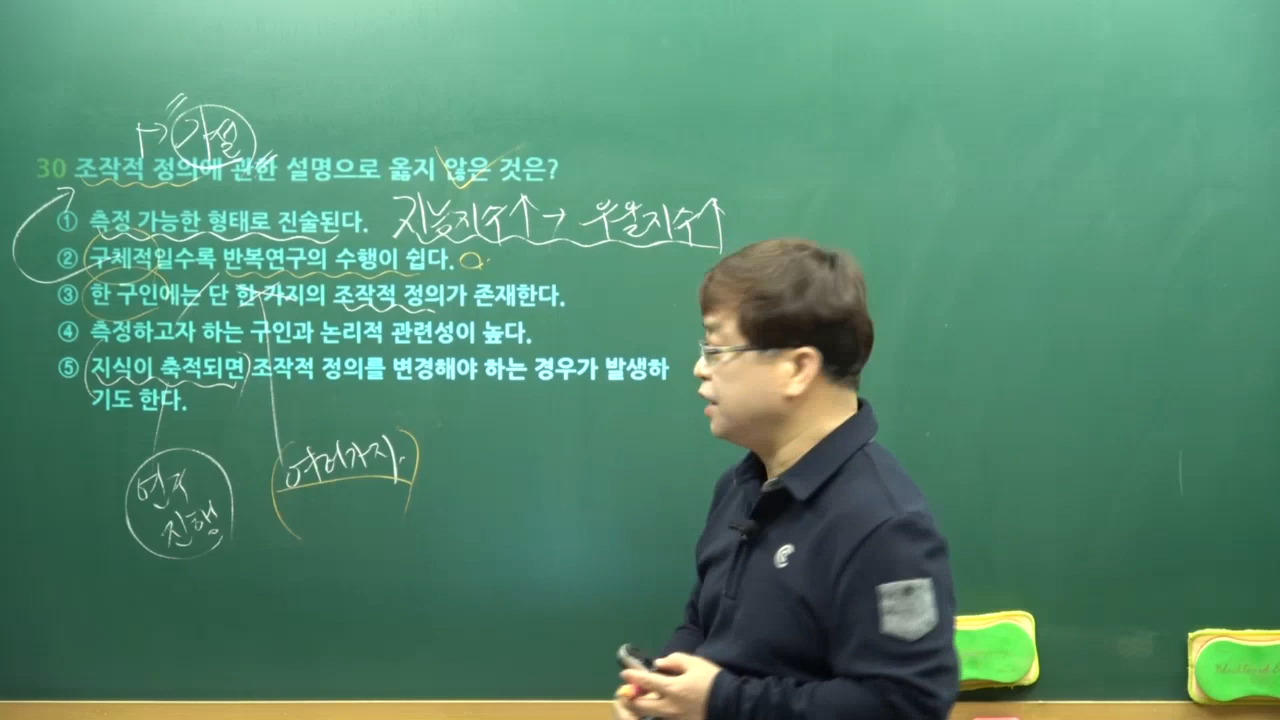 가설
30 조작적 정의에 관한 설명으로 옳지 않은 것은?
① 측정 가능한 형태로 진술된다.
지능지수↑ → 우울지수↑
② 구체적일수록 반복연구의 수행이 쉽다.
③ 한 구인에는 단 한 가지의 조작적 정의가 존재한다.
④ 측정하고자 하는 구인과 논리적 관련성이 높다.
⑤ 지식이 축적되면 조작적 정의를 변경해야 하는 경우가 발생하
기도 한다.
여러가지
연구
진행